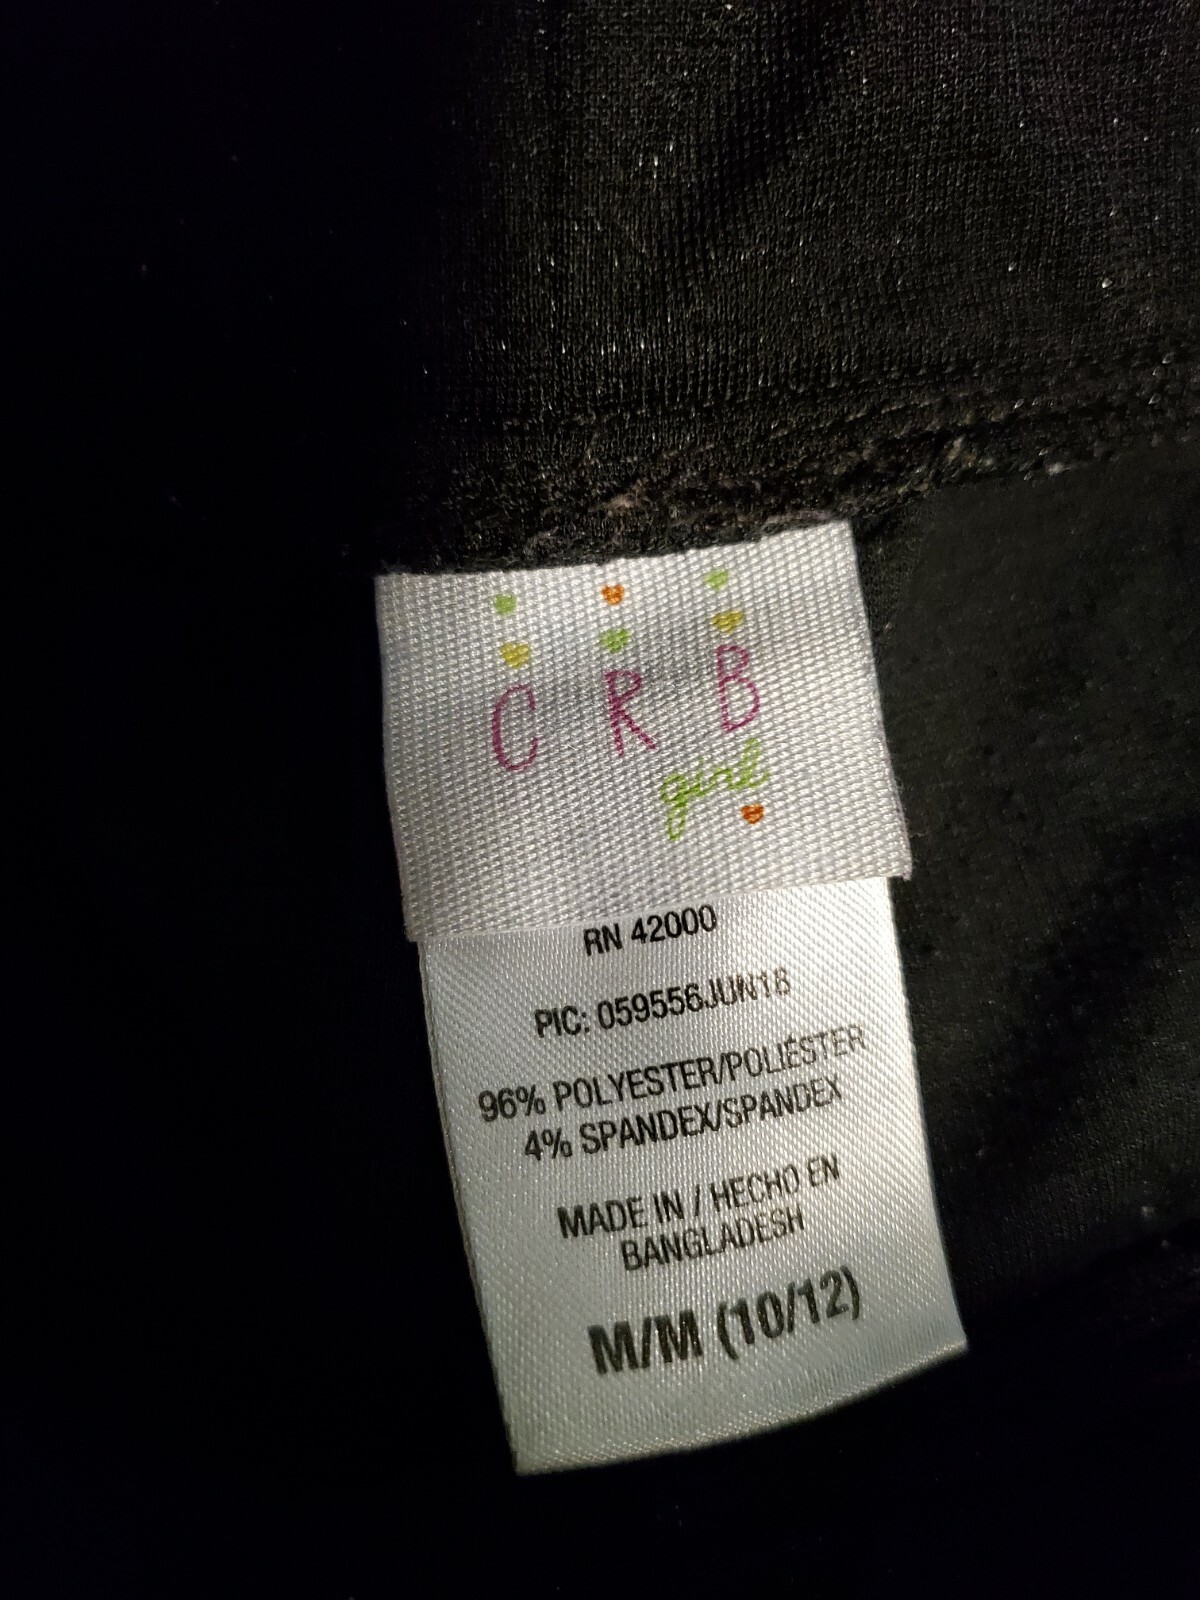 C R B
girl
RN 42000
PIC: 059556JUN18
96% POLYESTER/POLIÉSTER
4% SPANDEX/SPANDEX
MADE IN / HECHO EN
BANGLADESH
M/M (10/12)